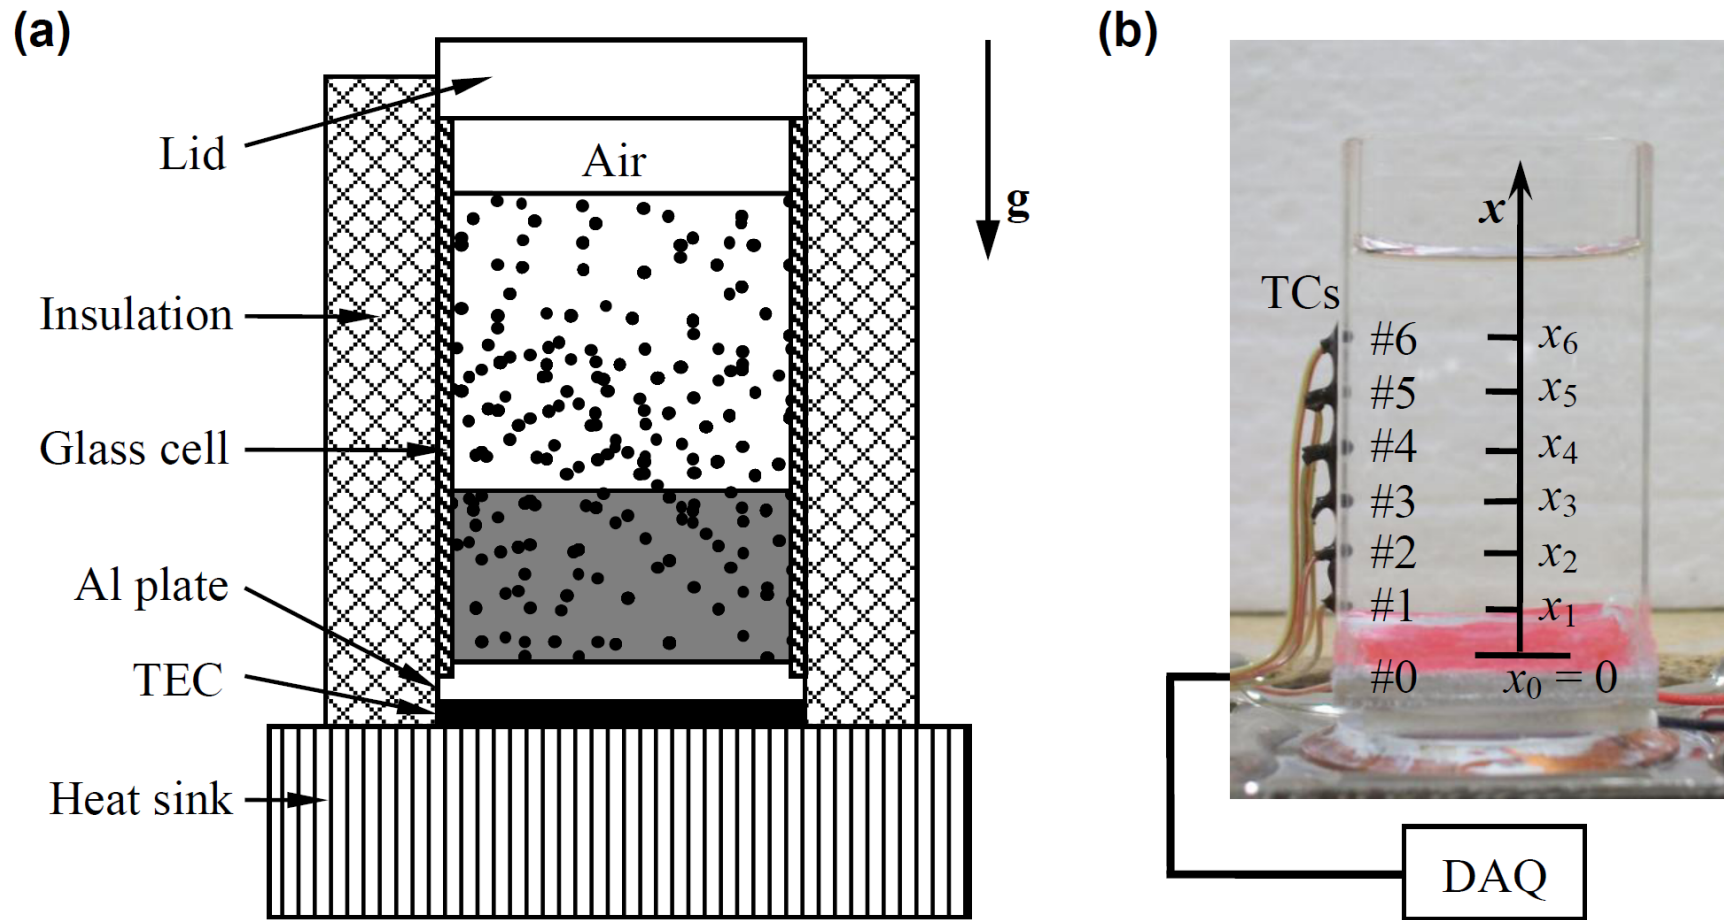 (a)
Lid
Air
g
Insulation
Glass cell
Al plate
TEC
Heat sink
(b)
x
TCs
#6 x₆
#5 x₅
#4 x₄
#3 x₃
#2 x₂
#1 x₁
#0 x₀ = 0
DAQ